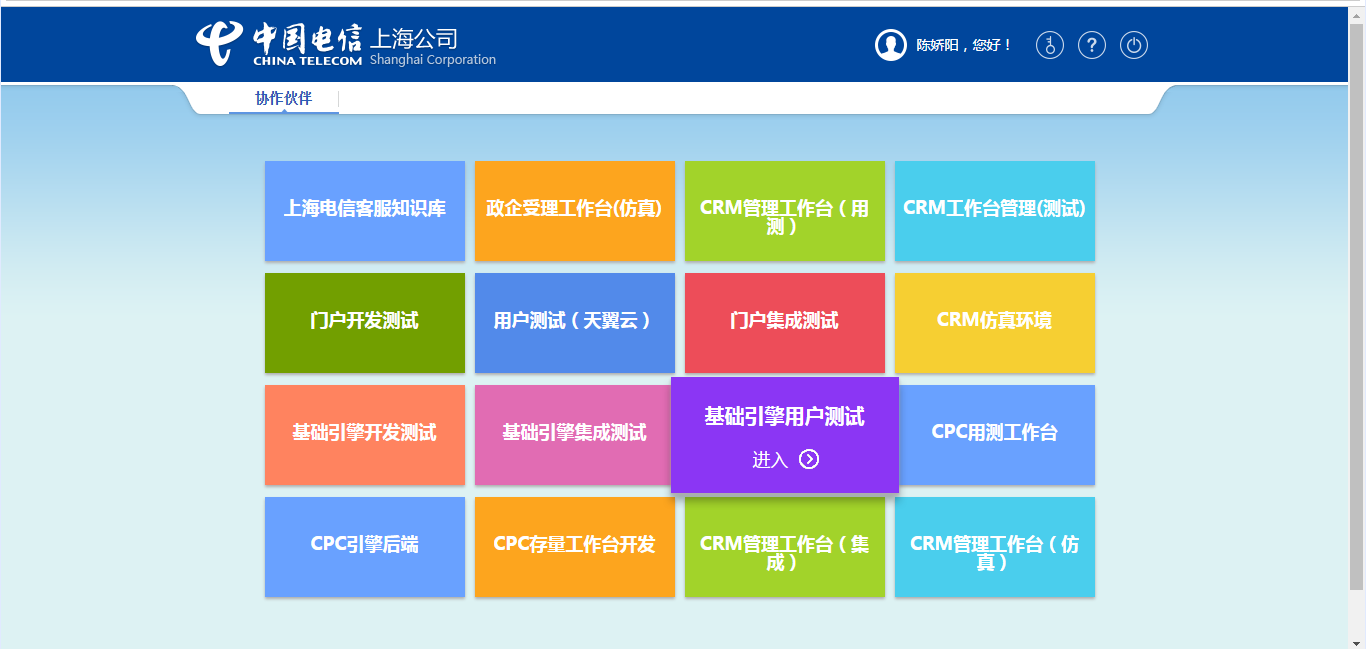 中国电信 上海公司
CHINA TELECOM Shanghai Corporation
陈娇阳，您好！
?
协作伙伴
上海电信客服知识库
政企受理工作台(仿真)
CRM管理工作台（用
测）
CRM工作台管理(测试)
门户开发测试
用户测试（天翼云）
门户集成测试
CRM仿真环境
基础引擎开发测试
基础引擎集成测试
基础引擎用户测试
进入
CPC用测工作台
CPC引擎后端
CPC存量工作台开发
CRM管理工作台（集
成）
CRM管理工作台（仿
真）